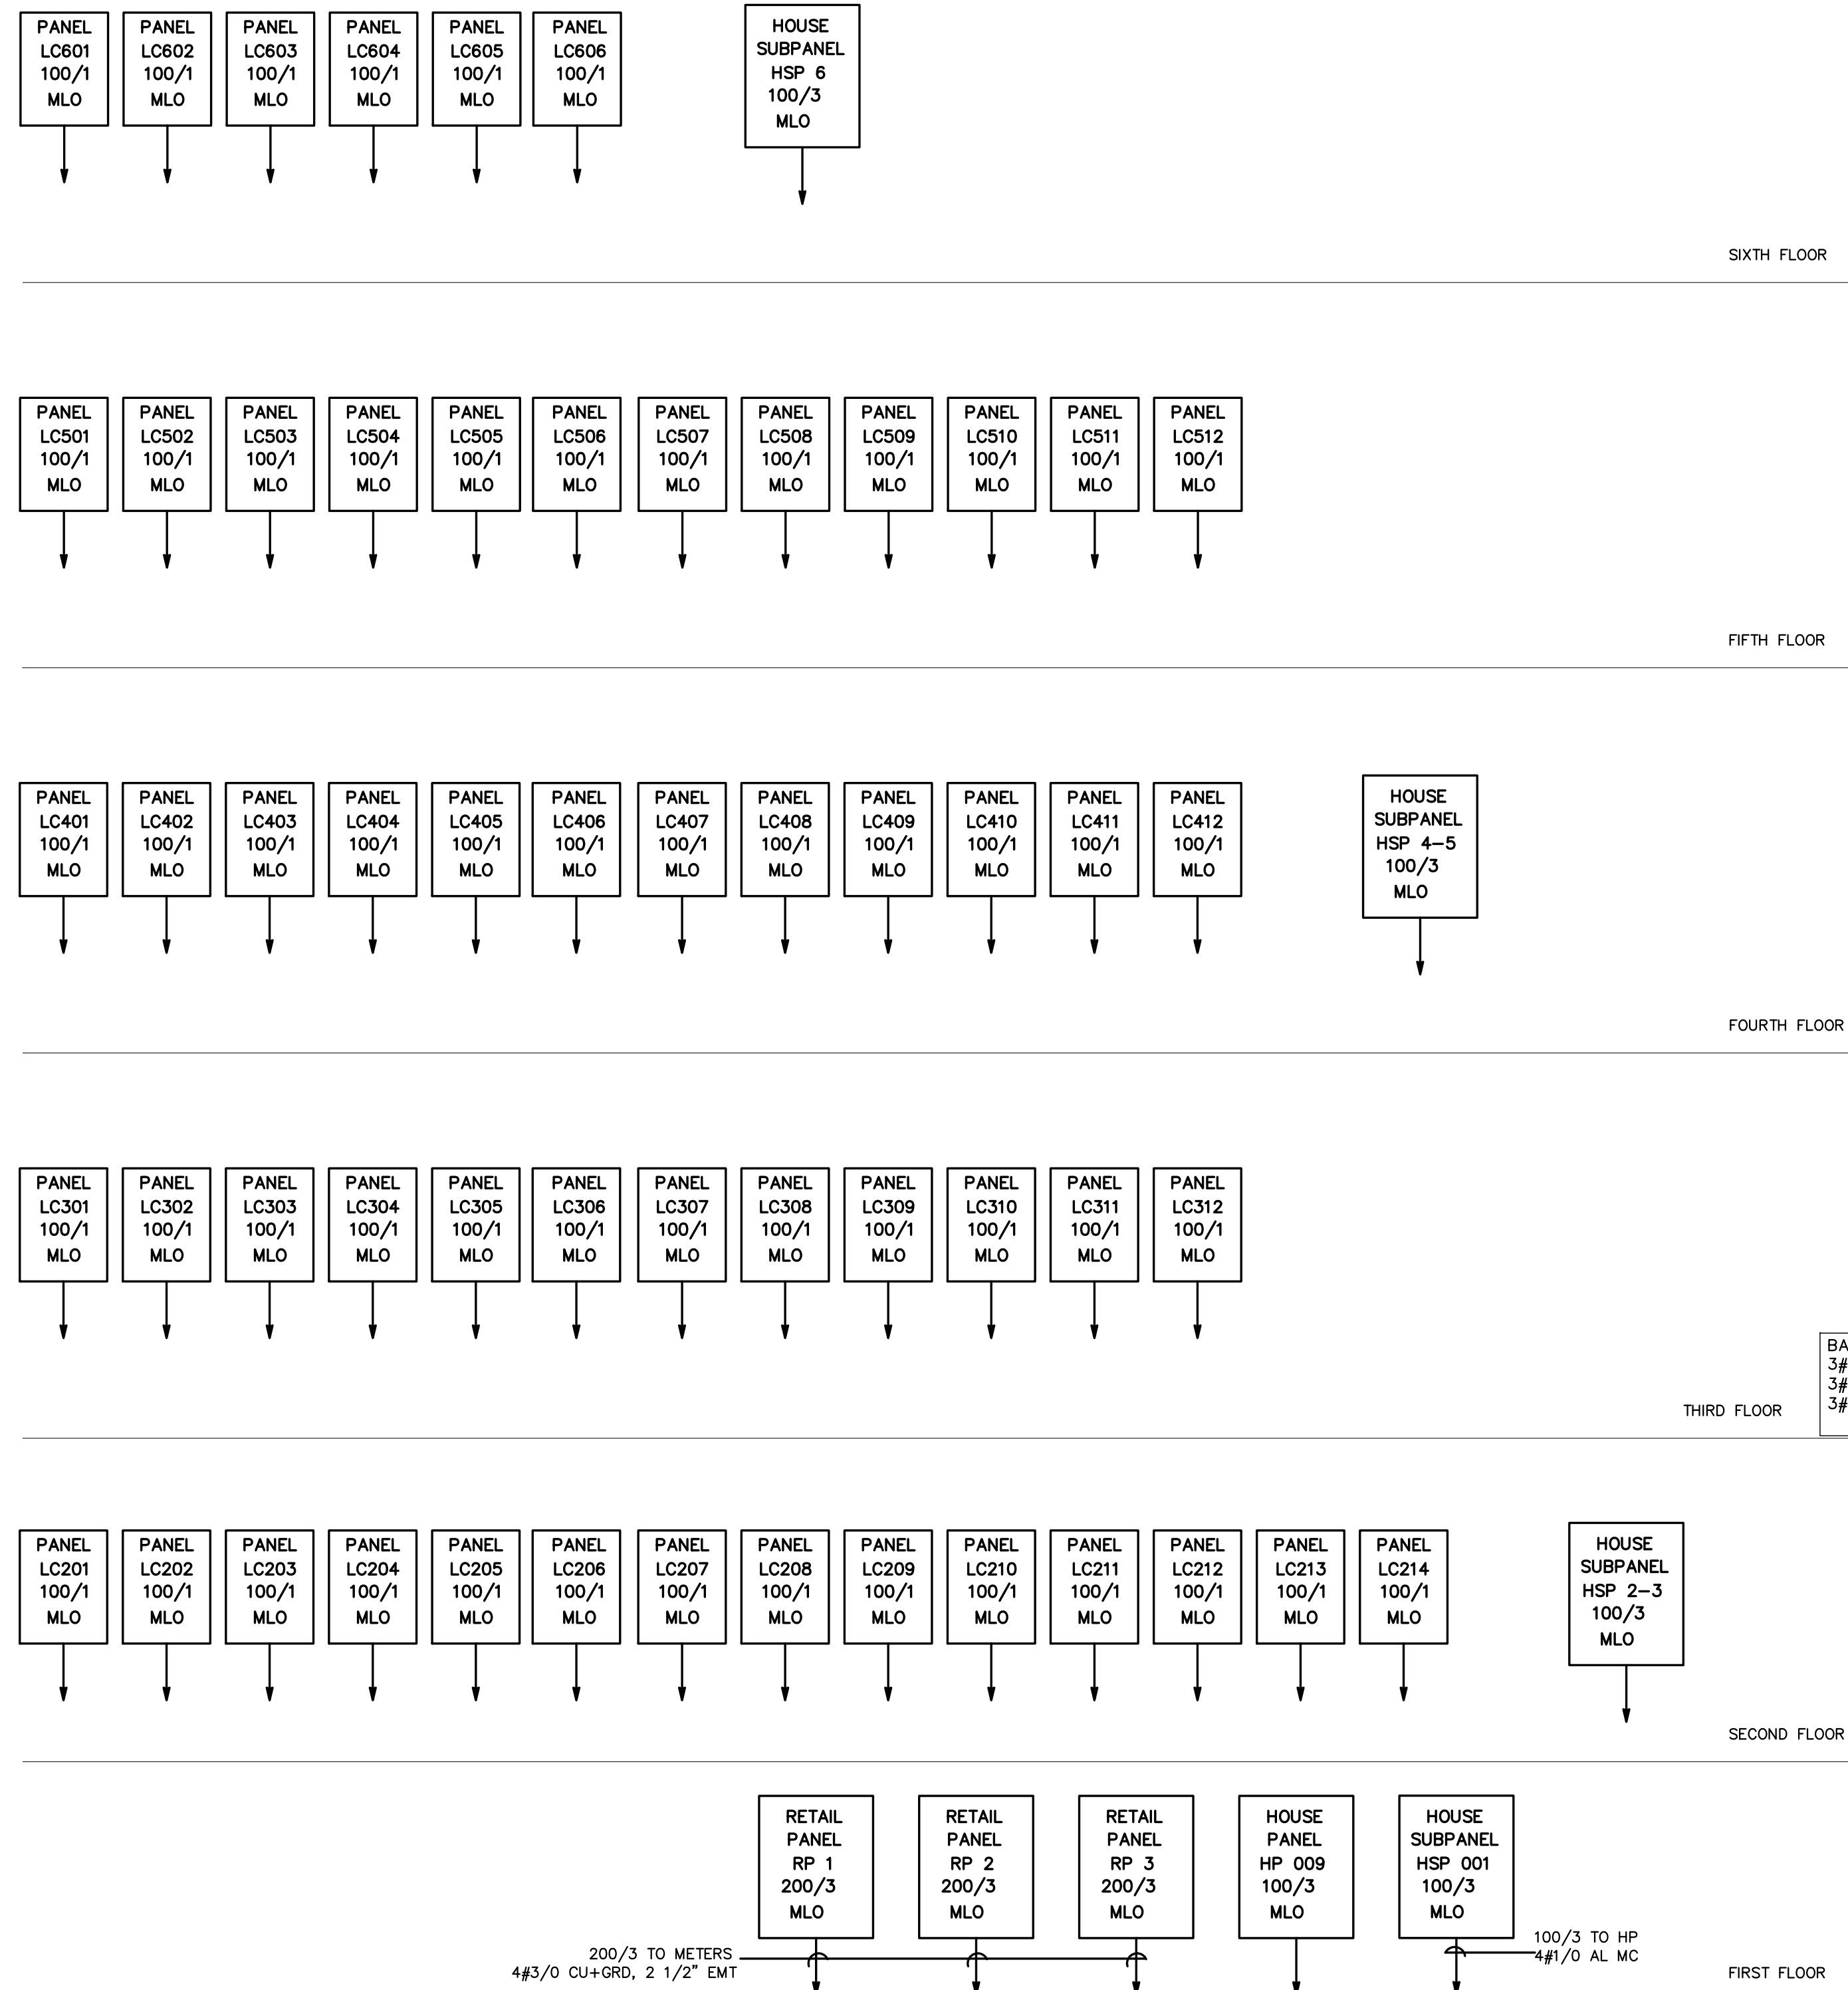 PANEL
LC601
100/1
MLO
PANEL
LC602
100/1
MLO
PANEL
LC603
100/1
MLO
PANEL
LC604
100/1
MLO
PANEL
LC605
100/1
MLO
PANEL
LC606
100/1
MLO
HOUSE
SUBPANEL
HSP 6
100/3
MLO
SIXTH FLOOR
PANEL
LC501
100/1
MLO
PANEL
LC502
100/1
MLO
PANEL
LC503
100/1
MLO
PANEL
LC504
100/1
MLO
PANEL
LC505
100/1
MLO
PANEL
LC506
100/1
MLO
PANEL
LC507
100/1
MLO
PANEL
LC508
100/1
MLO
PANEL
LC509
100/1
MLO
PANEL
LC510
100/1
MLO
PANEL
LC511
100/1
MLO
PANEL
LC512
100/1
MLO
FIFTH FLOOR
PANEL
LC401
100/1
MLO
PANEL
LC402
100/1
MLO
PANEL
LC403
100/1
MLO
PANEL
LC404
100/1
MLO
PANEL
LC405
100/1
MLO
PANEL
LC406
100/1
MLO
PANEL
LC407
100/1
MLO
PANEL
LC408
100/1
MLO
PANEL
LC409
100/1
MLO
PANEL
LC410
100/1
MLO
PANEL
LC411
100/1
MLO
PANEL
LC412
100/1
MLO
HOUSE
SUBPANEL
HSP 4-5
100/3
MLO
FOURTH FLOOR
PANEL
LC301
100/1
MLO
PANEL
LC302
100/1
MLO
PANEL
LC303
100/1
MLO
PANEL
LC304
100/1
MLO
PANEL
LC305
100/1
MLO
PANEL
LC306
100/1
MLO
PANEL
LC307
100/1
MLO
PANEL
LC308
100/1
MLO
PANEL
LC309
100/1
MLO
PANEL
LC310
100/1
MLO
PANEL
LC311
100/1
MLO
PANEL
LC312
100/1
MLO
THIRD FLOOR
BA
3#
3#
3#
PANEL
LC201
100/1
MLO
PANEL
LC202
100/1
MLO
PANEL
LC203
100/1
MLO
PANEL
LC204
100/1
MLO
PANEL
LC205
100/1
MLO
PANEL
LC206
100/1
MLO
PANEL
LC207
100/1
MLO
PANEL
LC208
100/1
MLO
PANEL
LC209
100/1
MLO
PANEL
LC210
100/1
MLO
PANEL
LC211
100/1
MLO
PANEL
LC212
100/1
MLO
PANEL
LC213
100/1
MLO
PANEL
LC214
100/1
MLO
HOUSE
SUBPANEL
HSP 2-3
100/3
MLO
SECOND FLOOR
RETAIL
PANEL
RP 1
200/3
MLO
RETAIL
PANEL
RP 2
200/3
MLO
RETAIL
PANEL
RP 3
200/3
MLO
HOUSE
PANEL
HP 009
100/3
MLO
HOUSE
SUBPANEL
HSP 001
100/3
MLO
200/3 TO METERS
4#3/0 CU+GRD, 2 1/2" EMT
100/3 TO HP
4#1/0 AL MC
FIRST FLOOR